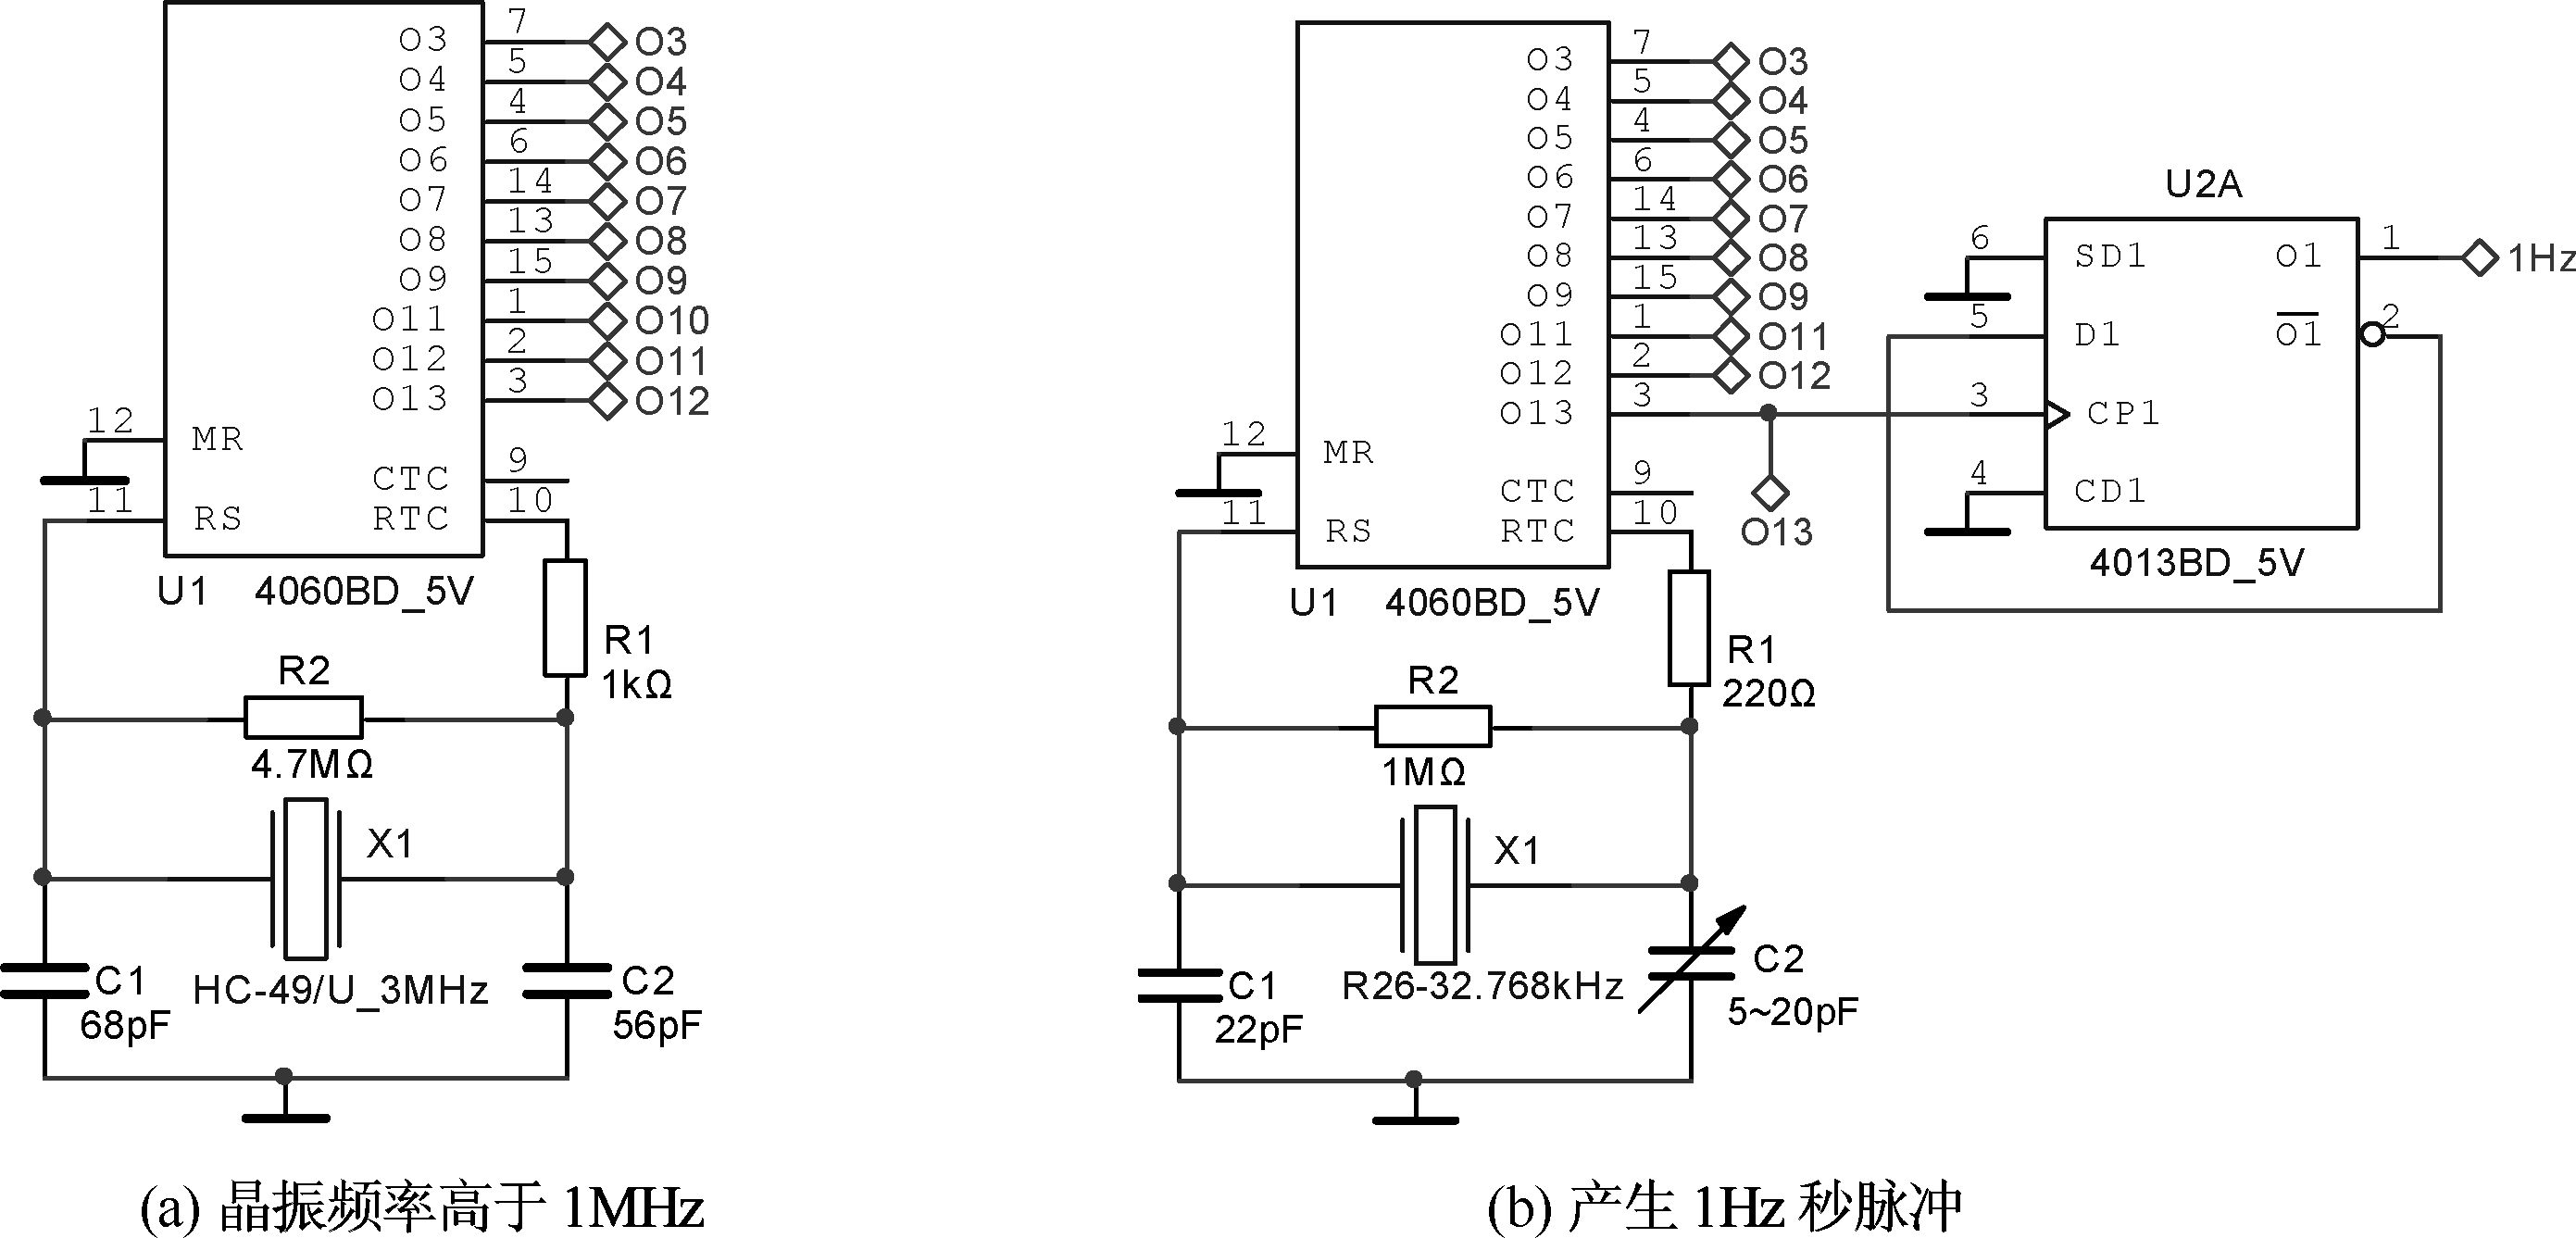 7
O3 O3
5
O4 O4
4
O5 O5
6
O6 O6
14
O7 O7
13
O8 O8
15
O9 O9
1
O11 O10
2
O12 O11
3
O13 O12
12
MR
9
CTC
11
RS
10
RTC
U1 4060BD_5V
R1
1kΩ
R2
4.7MΩ
X1
HC-49/U_3MHz
C1
68pF
C2
56pF
(a) 晶振频率高于 1MHz
7
O3 O3
5
O4 O4
4
O5 O5
6
O6 O6
14
O7 O7
13
O8 O8
15
O9 O9
1
O11 O11
2
O12 O12
3
O13
O13
12
MR
9
CTC
11
RS
10
RTC
U1 4060BD_5V
R1
220Ω
R2
1MΩ
X1
R26-32.768kHz
C1
22pF
C2
5~20pF
U2A
6
SD1
O1
1
1Hz
5
D1
O̅1̅
2
3
CP1
4
CD1
4013BD_5V
(b) 产生 1Hz 秒脉冲